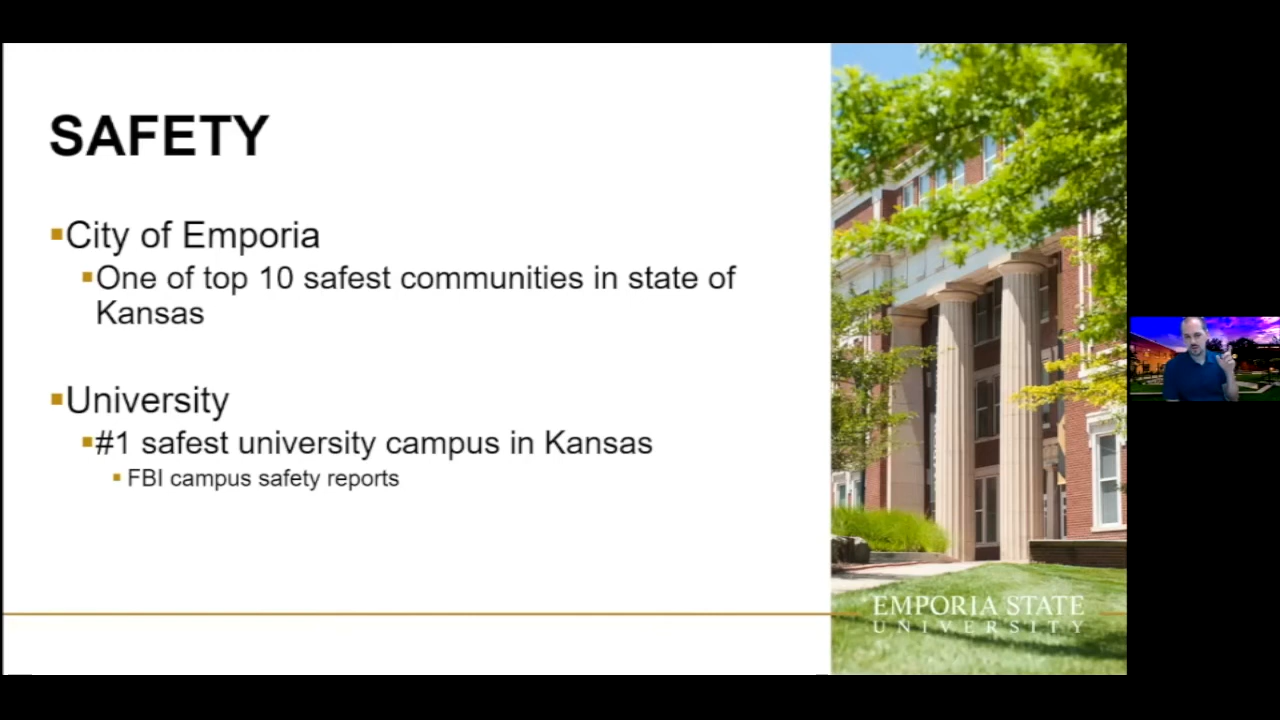 SAFETY
▪City of Emporia
▪One of top 10 safest communities in state of
Kansas
▪University
▪#1 safest university campus in Kansas
▪FBI campus safety reports
EMPORIA STATE
UNIVERSITY